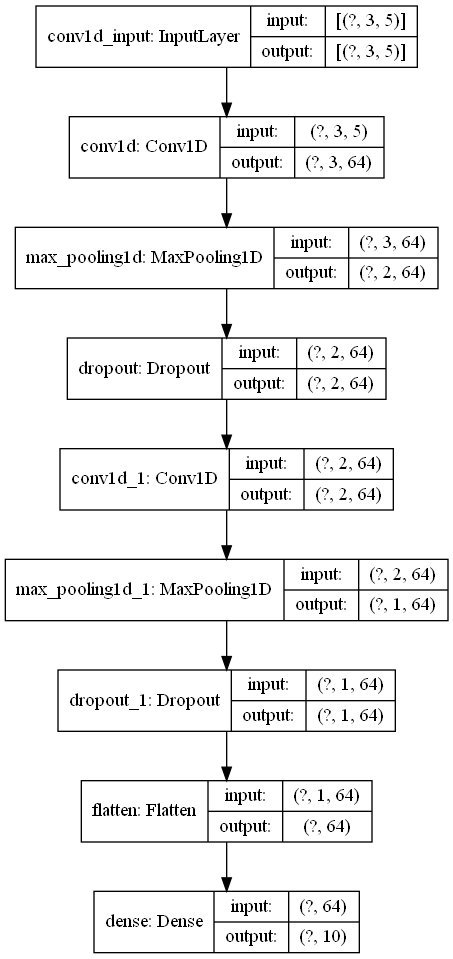 conv1d_input: InputLayer
input: [(?, 3, 5)]
output: [(?, 3, 5)]
conv1d: Conv1D
input: (?, 3, 5)
output: (?, 3, 64)
max_pooling1d: MaxPooling1D
input: (?, 3, 64)
output: (?, 2, 64)
dropout: Dropout
input: (?, 2, 64)
output: (?, 2, 64)
conv1d_1: Conv1D
input: (?, 2, 64)
output: (?, 2, 64)
max_pooling1d_1: MaxPooling1D
input: (?, 2, 64)
output: (?, 1, 64)
dropout_1: Dropout
input: (?, 1, 64)
output: (?, 1, 64)
flatten: Flatten
input: (?, 1, 64)
output: (?, 64)
dense: Dense
input: (?, 64)
output: (?, 10)